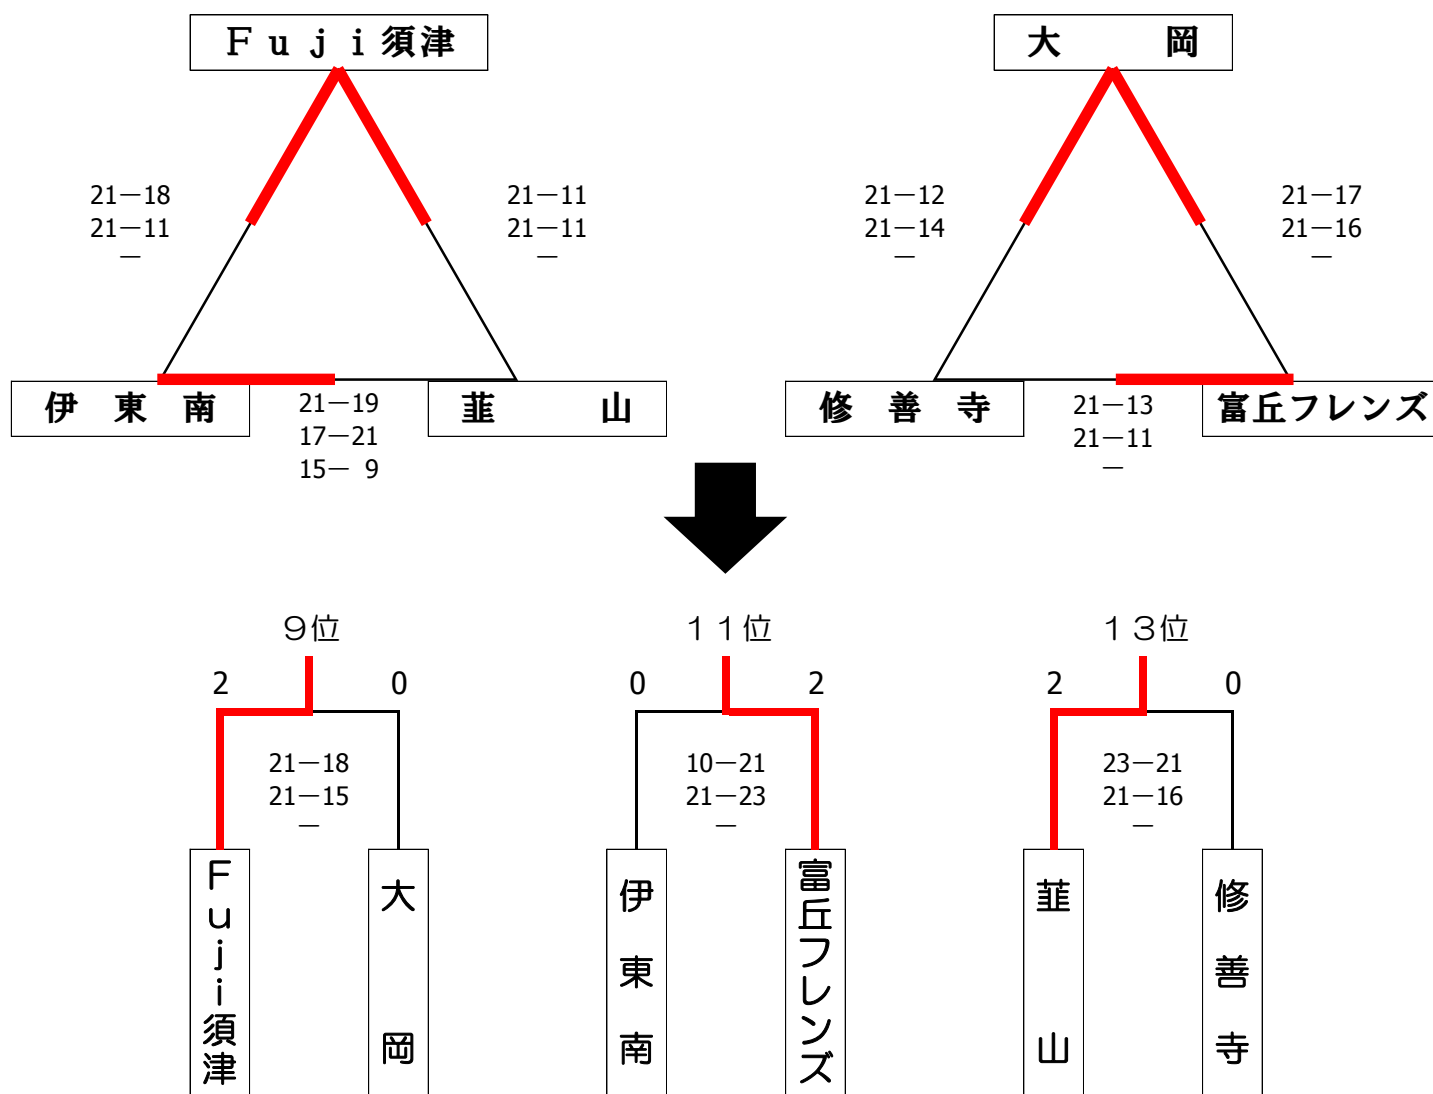 Ｆｕｊｉ須津
大　岡
21－18
21－11
－
21－11
21－11
－
21－12
21－14
－
21－17
21－16
－
伊東南
21－19
17－21
15－ 9
韮　山
修善寺
21－13
21－11
－
富丘フレンズ
９位
１１位
１３位
2
0
0
2
2
0
21－18
21－15
－
10－21
21－23
－
23－21
21－16
－
Ｆｕｊｉ須津
大　岡
伊東南
富丘フレンズ
韮　山
修善寺